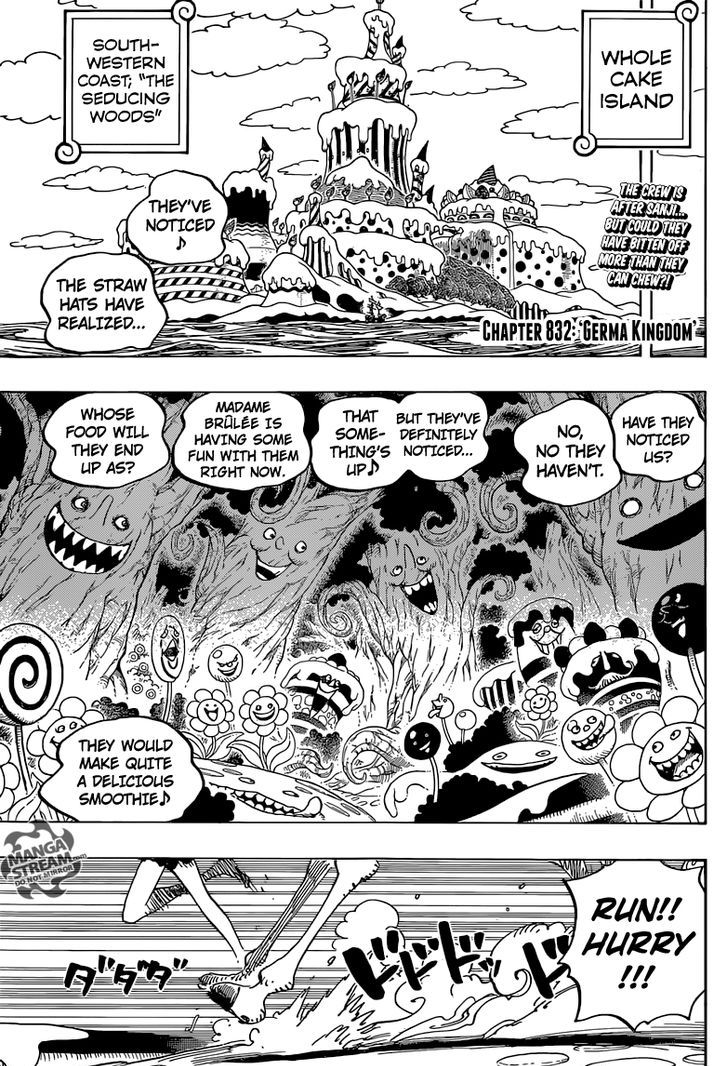 WHOLE
CAKE
ISLAND
SOUTH-
WESTERN
COAST; "THE
SEDUCING
WOODS"
THE CREW IS
AFTER SANJI...
BUT COULD THEY
HAVE BITTEN OFF
MORE THAN THEY
CAN CHEW?!
THEY'VE
NOTICED
♪
THE STRAW
HATS HAVE
REALIZED...
CHAPTER 832: 'GERMA KINGDOM'
HAVE THEY
NOTICED
US?
NO,
NO THEY
HAVEN'T.
BUT THEY'VE
DEFINITELY
NOTICED...
THAT
SOME-
THING'S
UP♪
MADAME
BRÛLÉE IS
HAVING SOME
FUN WITH THEM
RIGHT NOW.
WHOSE
FOOD WILL
THEY END
UP AS?
THEY WOULD
MAKE QUITE
A DELICIOUS
SMOOTHIE♪
MANGA
STREAM.com
DO NOT MIRROR
RUN!!
HURRY
!!!
ドドドドッ
ダダダダ